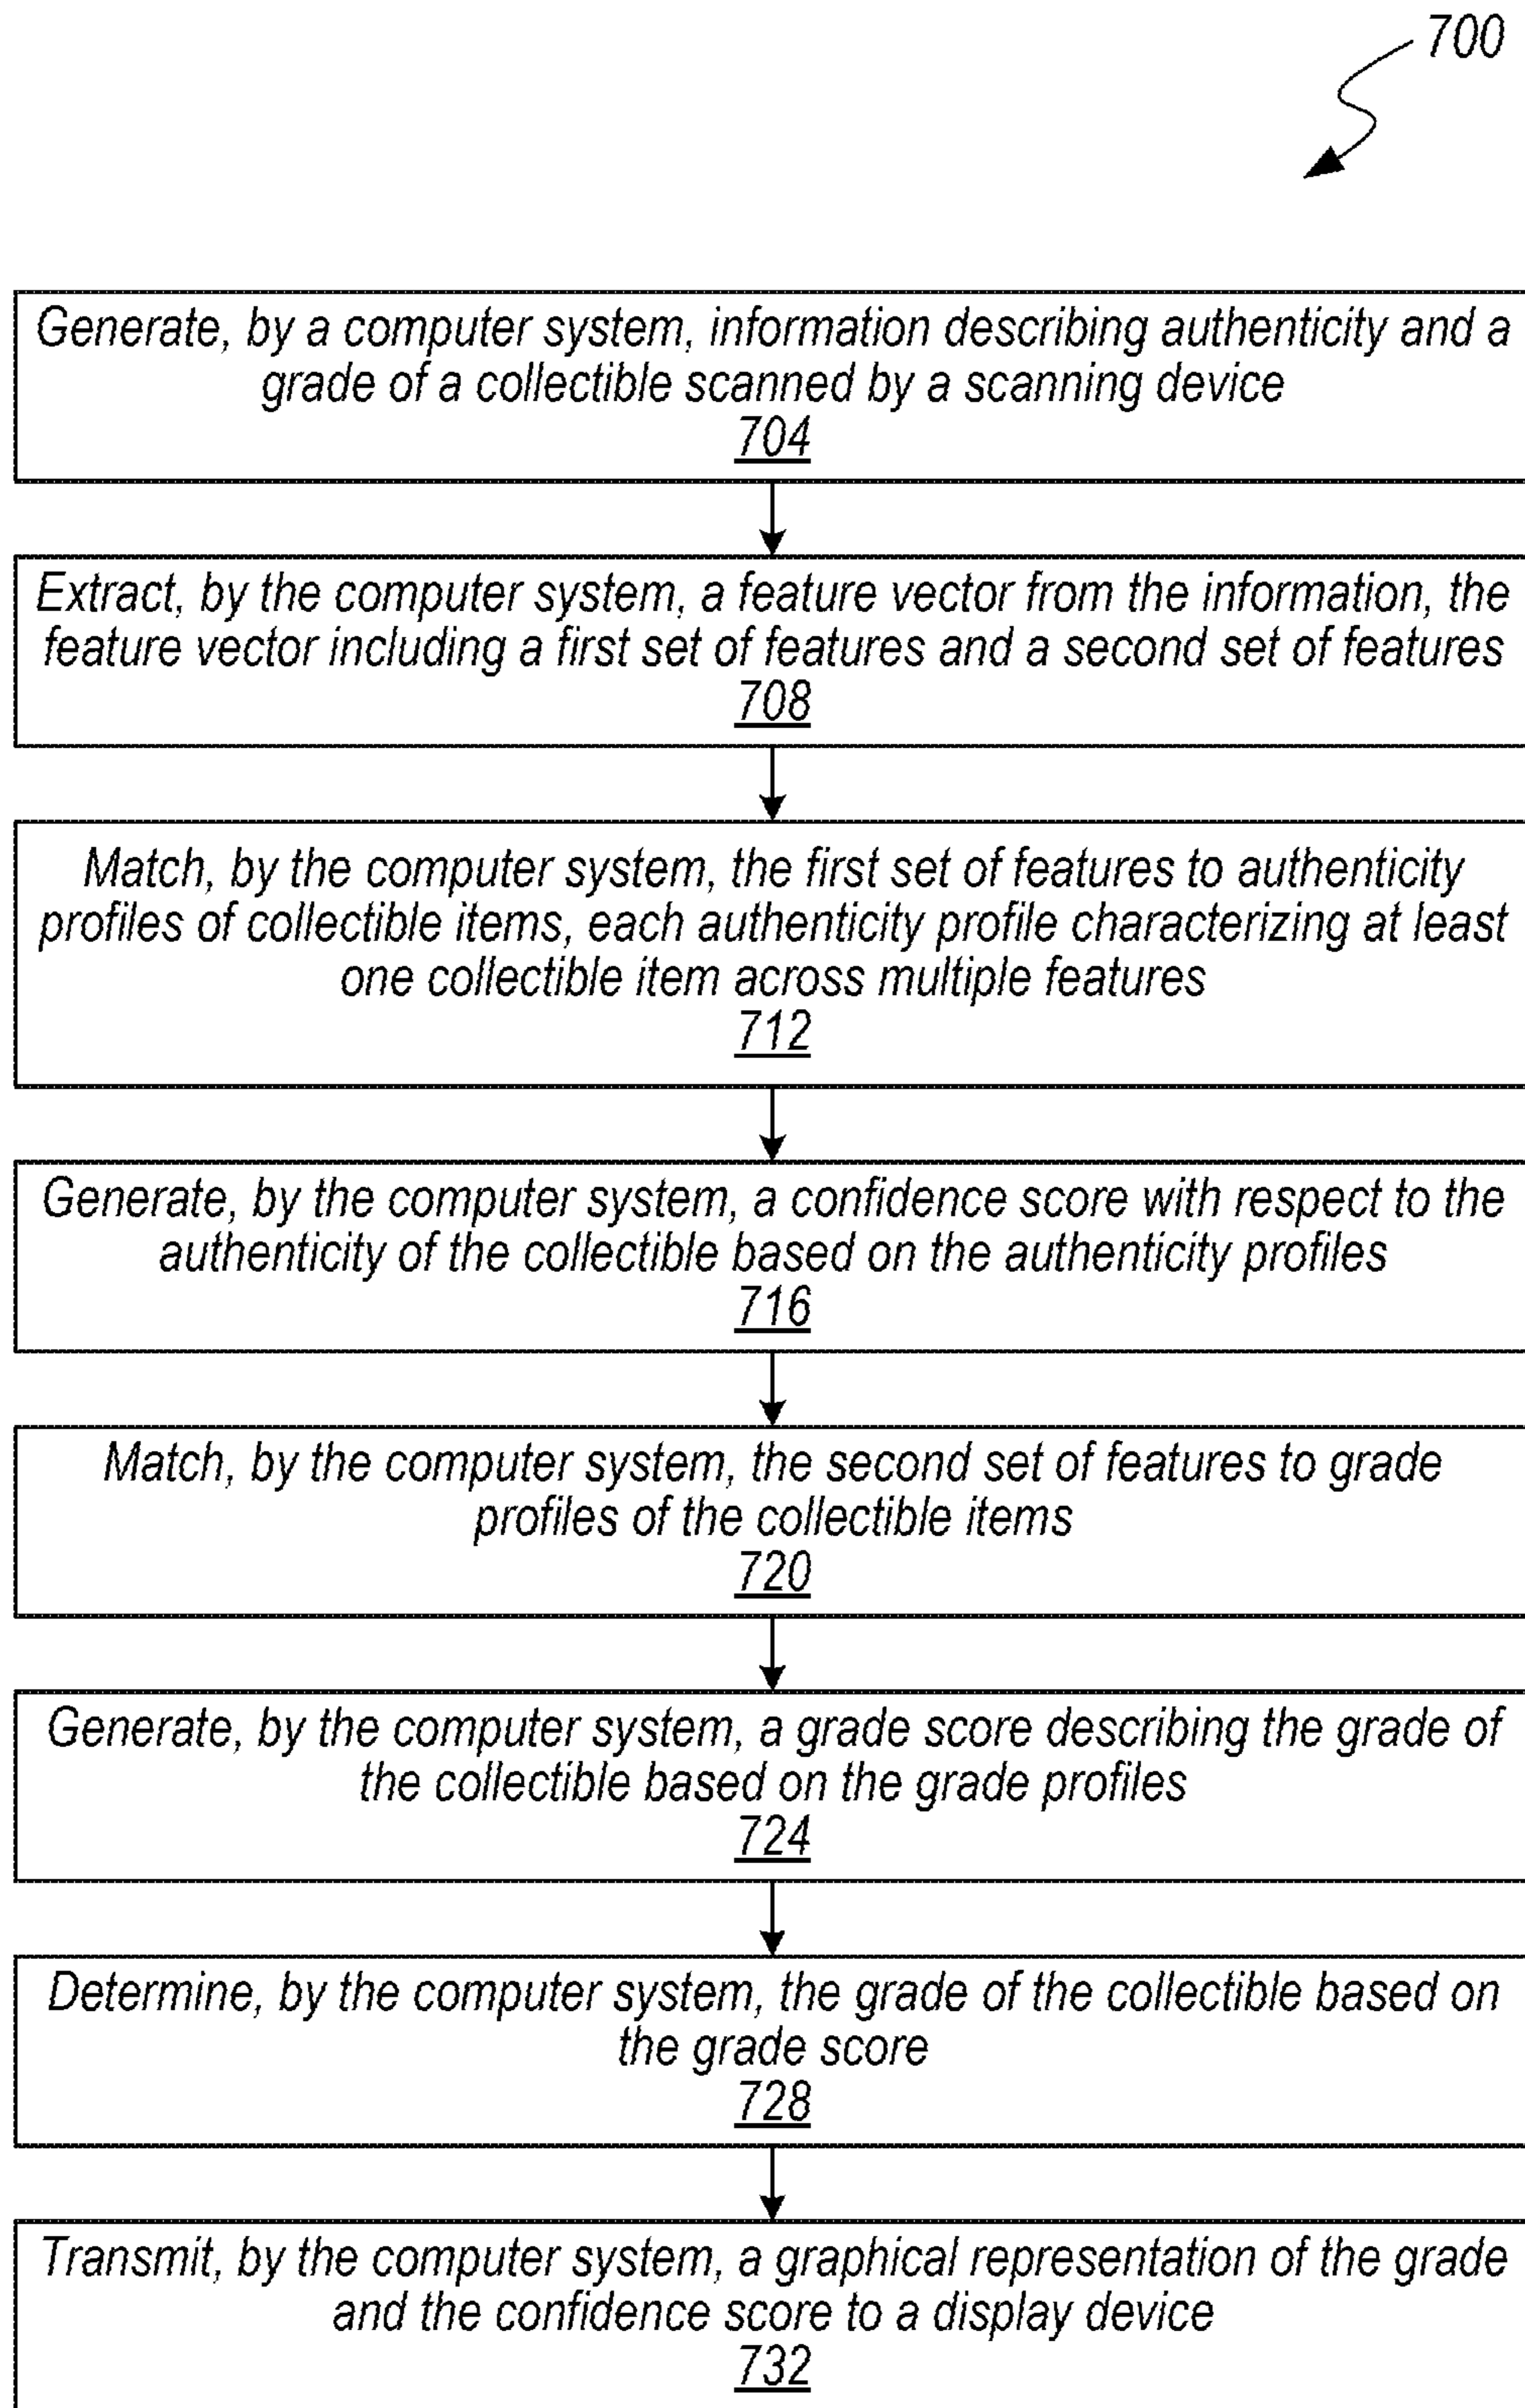 700
Generate, by a computer system, information describing authenticity and a
grade of a collectible scanned by a scanning device
704
Extract, by the computer system, a feature vector from the information, the
feature vector including a first set of features and a second set of features
708
Match, by the computer system, the first set of features to authenticity
profiles of collectible items, each authenticity profile characterizing at least
one collectible item across multiple features
712
Generate, by the computer system, a confidence score with respect to the
authenticity of the collectible based on the authenticity profiles
716
Match, by the computer system, the second set of features to grade
profiles of the collectible items
720
Generate, by the computer system, a grade score describing the grade of
the collectible based on the grade profiles
724
Determine, by the computer system, the grade of the collectible based on
the grade score
728
Transmit, by the computer system, a graphical representation of the grade
and the confidence score to a display device
732